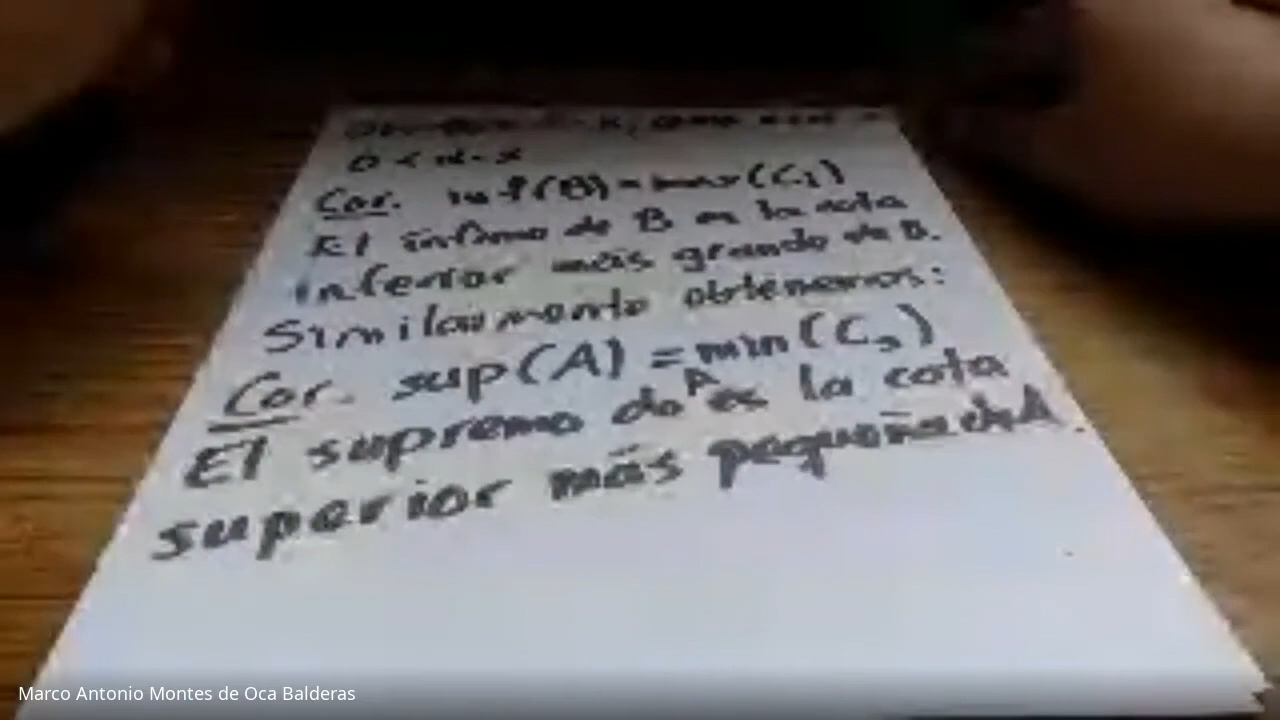 0 <
Cor. inf(B) = max(C_I)
El ínfimo de B es la cota
inferior más grande de B.
Similarmente obtenemos:
Cor. sup(A) = min(C_s)
El supremo de A es la cota
superior más pequeña de A.
Marco Antonio Montes de Oca Balderas